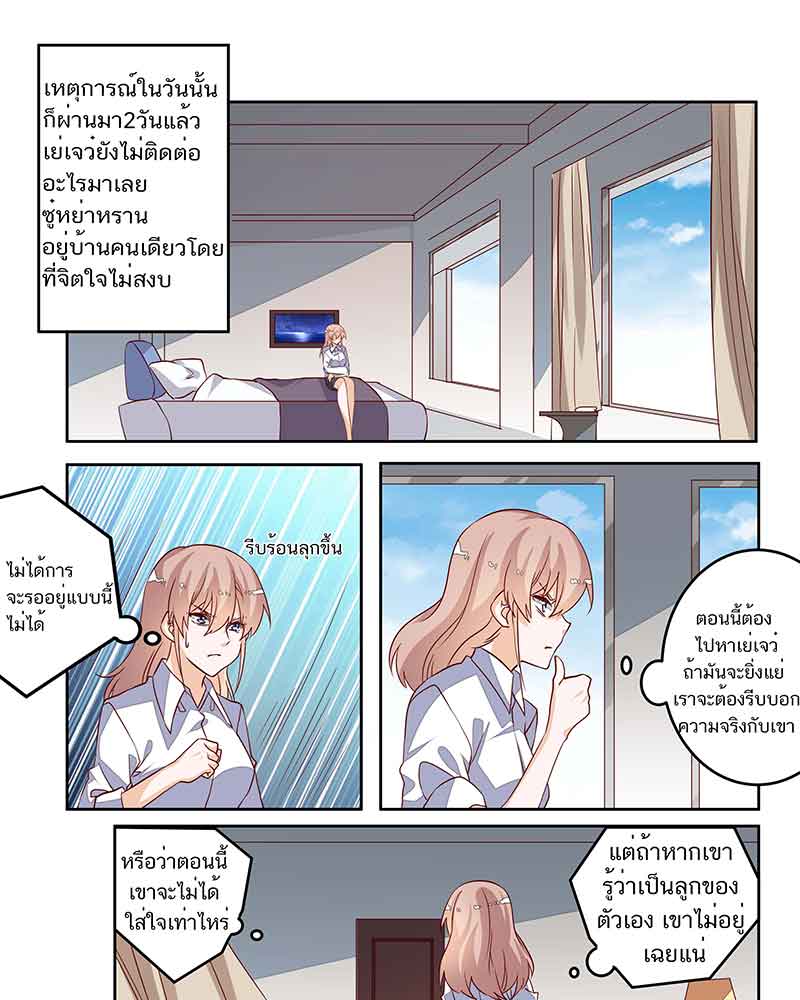 เหตุการณ์ในวันนั้น
ก็ผ่านมา2วันแล้ว
เย่เจว๋ยังไม่ติดต่อ
อะไรมาเลย
ซู๋หย่าหราน
อยู่บ้านคนเดียวโดย
ที่จิตใจไม่สงบ
รีบร้อนลุกขึ้น
ไม่ได้การ
จะรออยู่แบบนี้
ไม่ได้
ตอนนี้ต้อง
ไปหาเย่เจว๋
ถ้ามันจะยิ่งแย่
เราจะต้องรีบบอก
ความจริงกับเขา
หรือว่าตอนนี้
เขาจะไม่ได้
ใส่ใจเท่าไหร่
แต่ถ้าหากเขา
รู้ว่าเป็นลูกของ
ตัวเอง เขาไม่อยู่
เฉยแน่